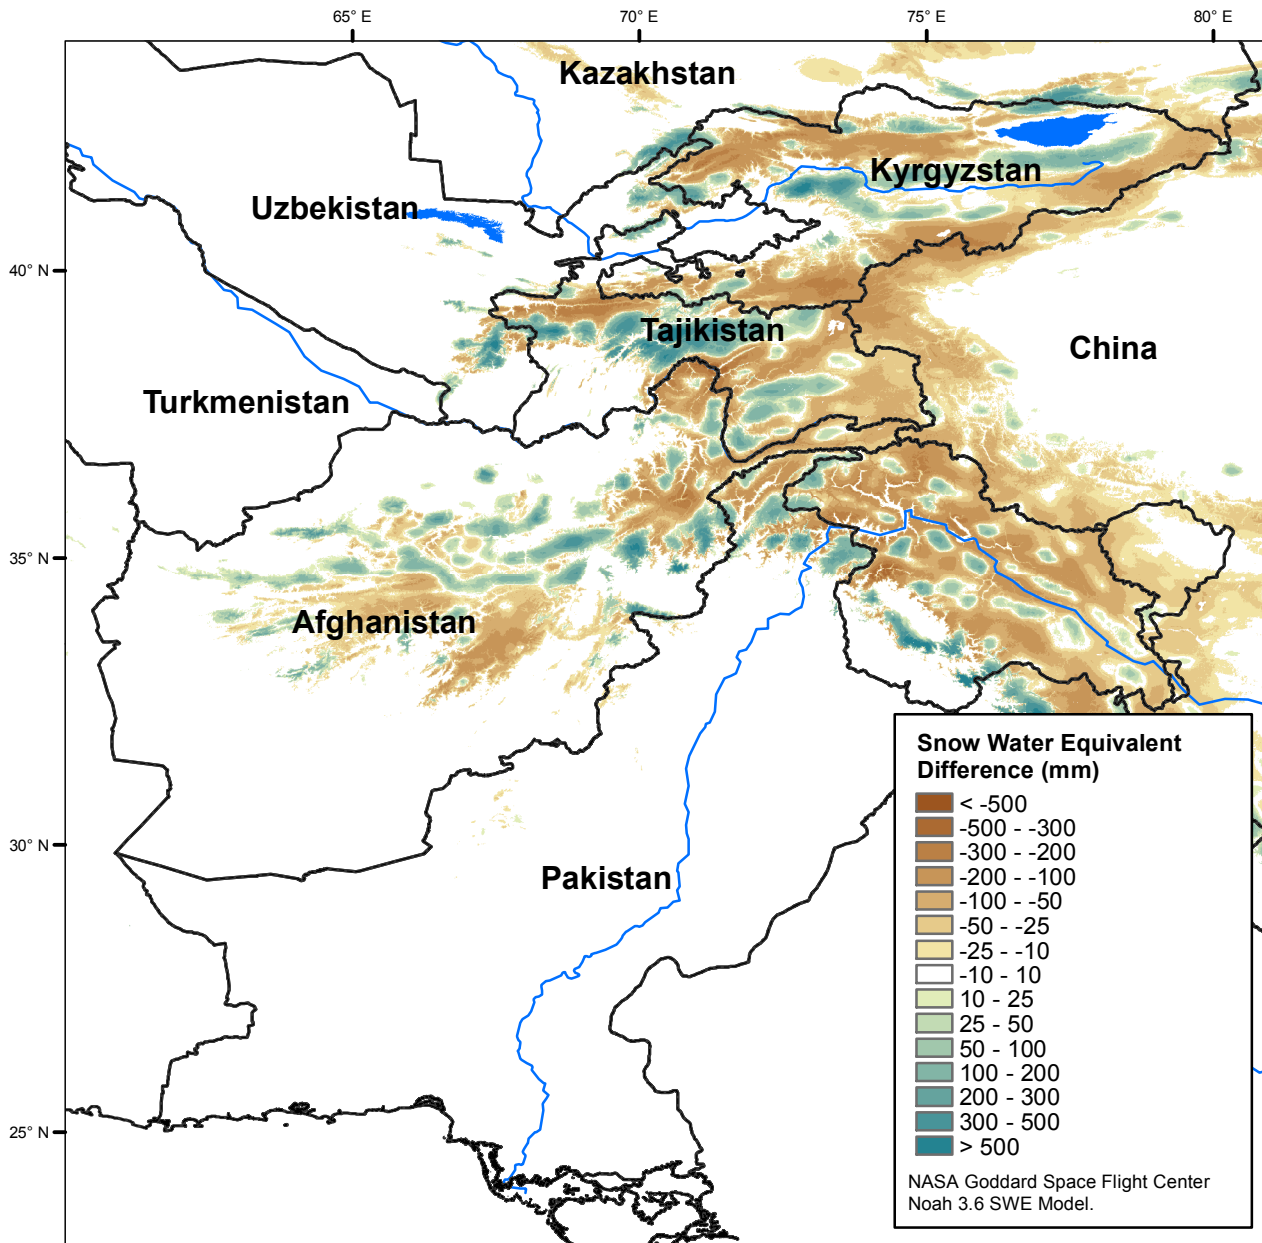 65° E
70° E
75° E
80° E
Kazakhstan
Kyrgyzstan
Uzbekistan
40° N
Tajikistan
China
Turkmenistan
35° N
Afghanistan
30° N
Pakistan
25° N
Snow Water Equivalent
Difference (mm)
< -500
-500 - -300
-300 - -200
-200 - -100
-100 - -50
-50 - -25
-25 - -10
-10 - 10
10 - 25
25 - 50
50 - 100
100 - 200
200 - 300
300 - 500
> 500
NASA Goddard Space Flight Center
Noah 3.6 SWE Model.